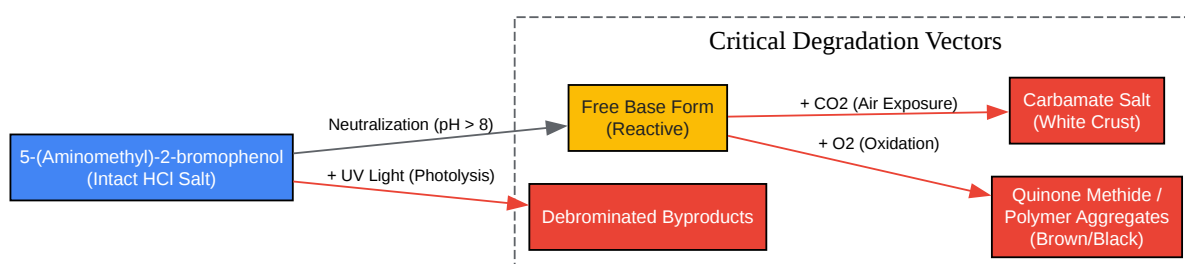 Critical Degradation Vectors
5-(Aminomethyl)-2-bromophenol
(Intact HCl Salt)
Neutralization (pH > 8)
+ UV Light (Photolysis)
Free Base Form
(Reactive)
Debrominated Byproducts
+ CO2 (Air Exposure)
+ O2 (Oxidation)
Carbamate Salt
(White Crust)
Quinone Methide /
Polymer Aggregates
(Brown/Black)